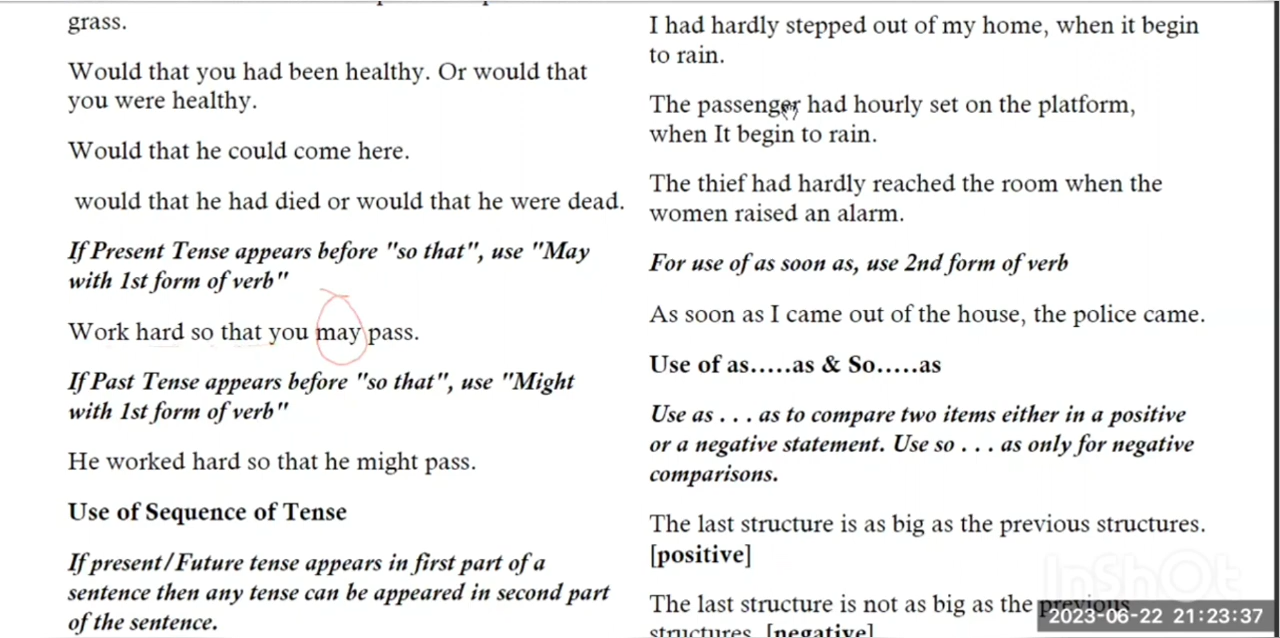 grass.
Would that you had been healthy. Or would that
you were healthy.
Would that he could come here.
would that he had died or would that he were dead.
If Present Tense appears before "so that", use "May
with 1st form of verb"
Work hard so that you may pass.
If Past Tense appears before "so that", use "Might
with 1st form of verb"
He worked hard so that he might pass.
Use of Sequence of Tense
If present/Future tense appears in first part of a
sentence then any tense can be appeared in second part
of the sentence.
I had hardly stepped out of my home, when it begin
to rain.
The passenger had hourly set on the platform,
when It begin to rain.
The thief had hardly reached the room when the
women raised an alarm.
For use of as soon as, use 2nd form of verb
As soon as I came out of the house, the police came.
Use of as.....as & So.....as
Use as . . . as to compare two items either in a positive
or a negative statement. Use so . . . as only for negative
comparisons.
The last structure is as big as the previous structures.
[positive]
The last structure is not as big as the previous
structures. [negative]
InShOt
2023-06-22 21:23:37